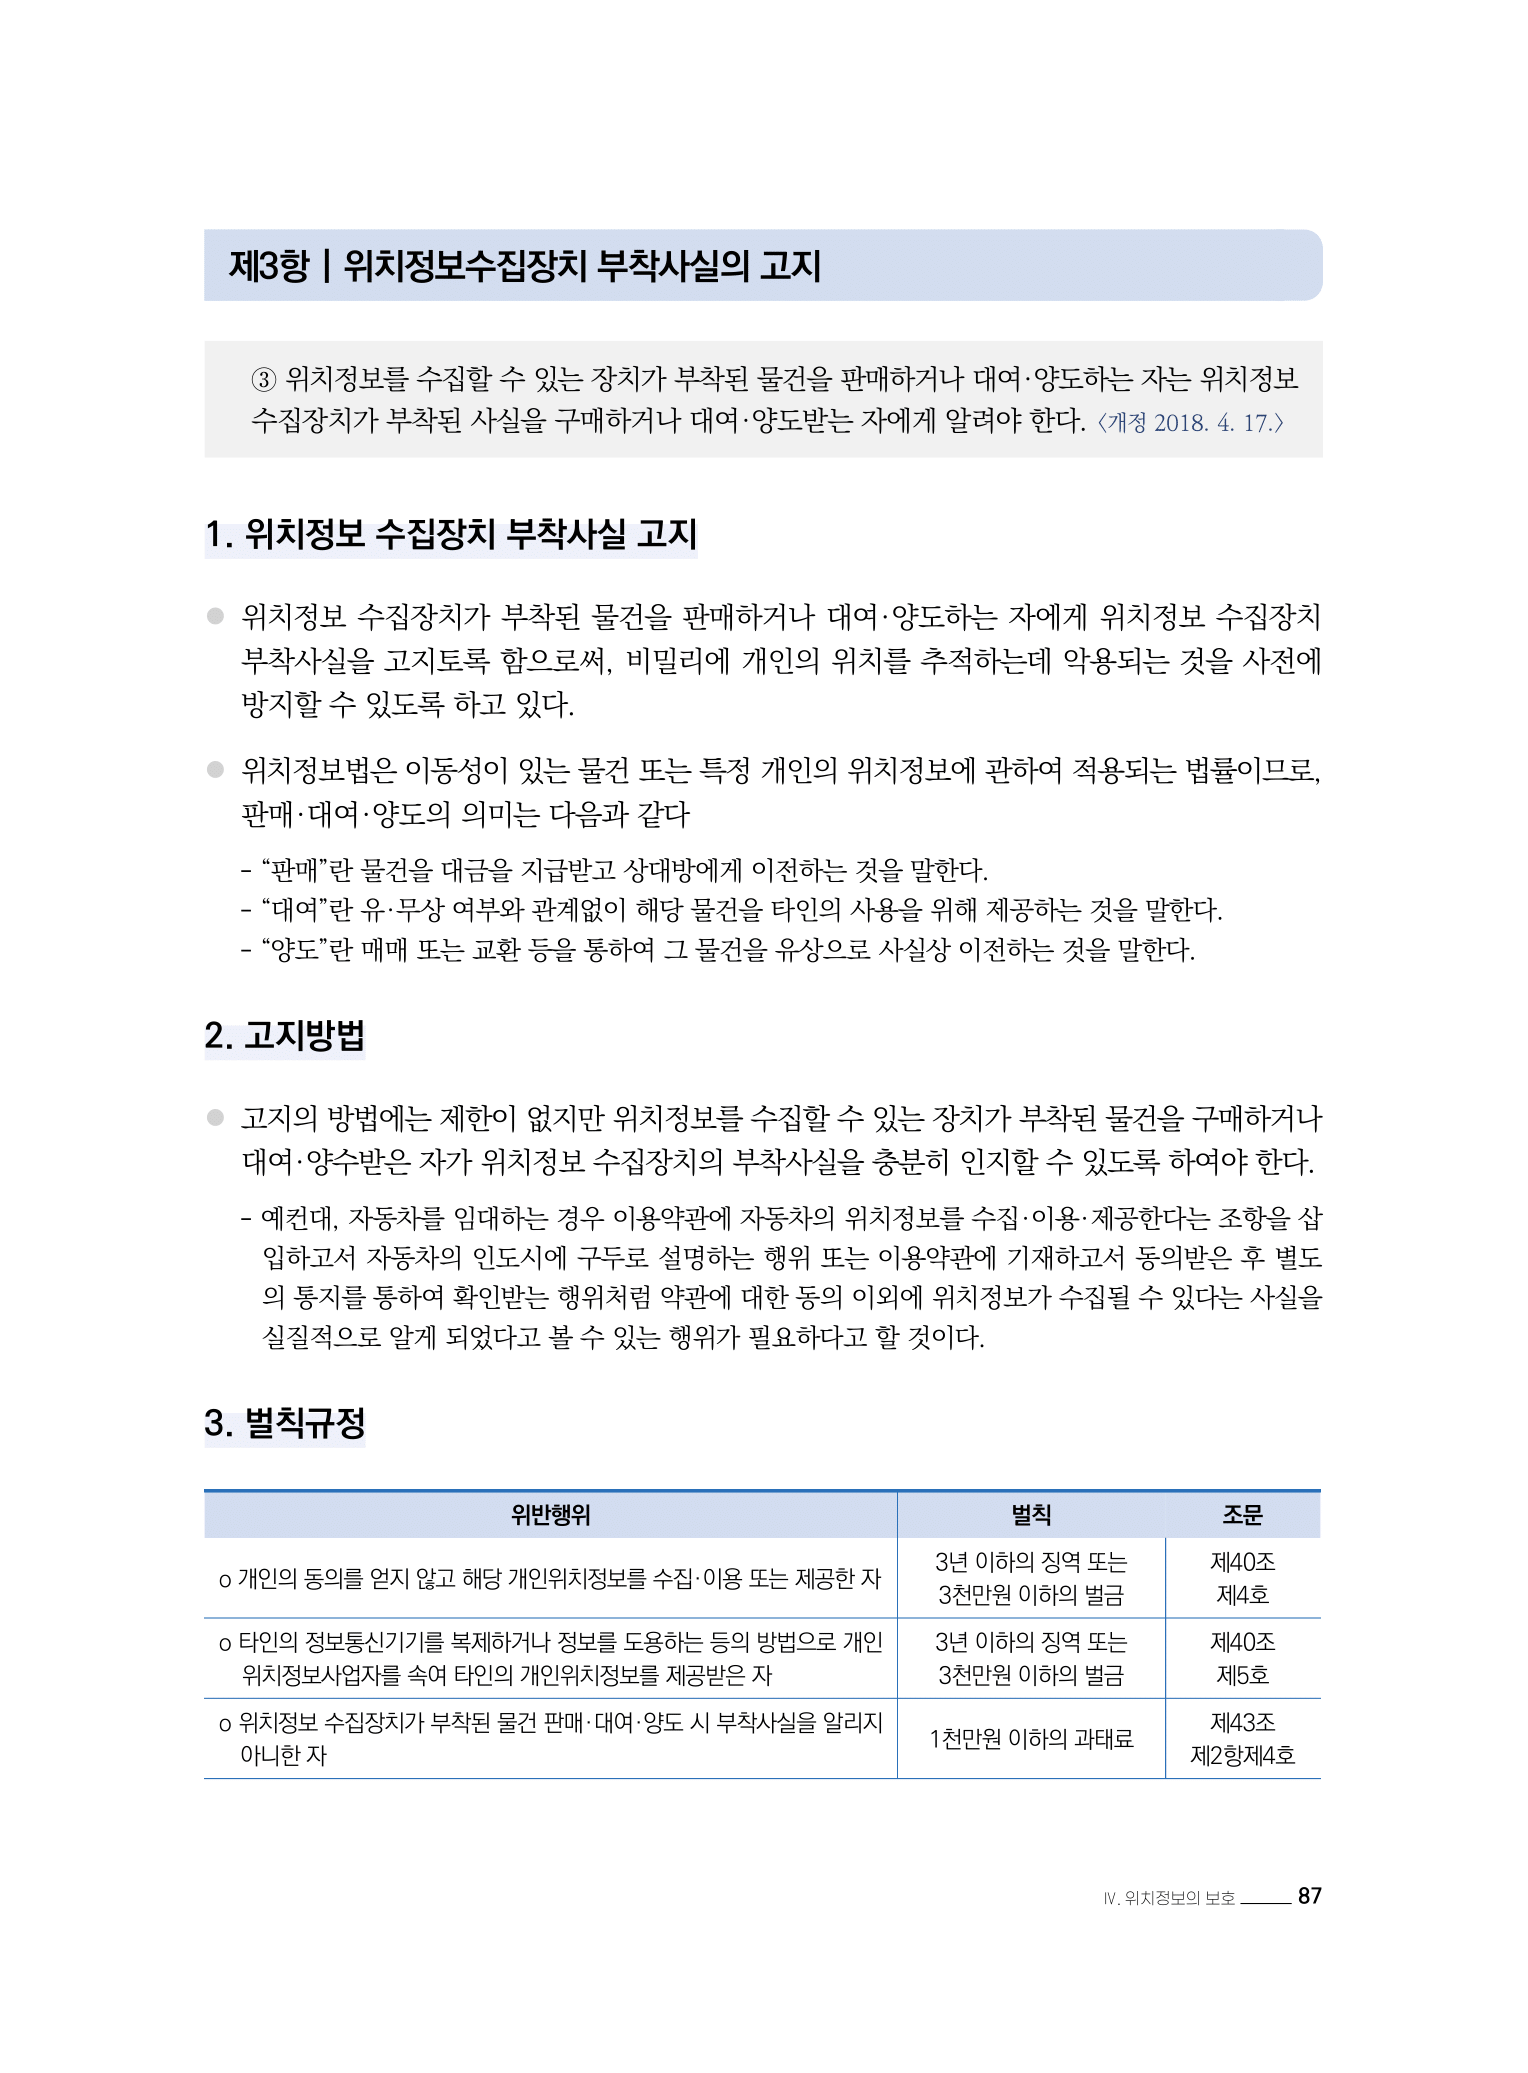 제3항 | 위치정보수집장치 부착사실의 고지
③ 위치정보를 수집할 수 있는 장치가 부착된 물건을 판매하거나 대여·양도하는 자는 위치정보
수집장치가 부착된 사실을 구매하거나 대여·양도받는 자에게 알려야 한다. 〈개정 2018. 4. 17.〉
1. 위치정보 수집장치 부착사실 고지
● 위치정보 수집장치가 부착된 물건을 판매하거나 대여·양도하는 자에게 위치정보 수집장치
부착사실을 고지토록 함으로써, 비밀리에 개인의 위치를 추적하는데 악용되는 것을 사전에
방지할 수 있도록 하고 있다.
● 위치정보법은 이동성이 있는 물건 또는 특정 개인의 위치정보에 관하여 적용되는 법률이므로,
판매·대여·양도의 의미는 다음과 같다
- “판매”란 물건을 대금을 지급받고 상대방에게 이전하는 것을 말한다.
- “대여”란 유·무상 여부와 관계없이 해당 물건을 타인의 사용을 위해 제공하는 것을 말한다.
- “양도”란 매매 또는 교환 등을 통하여 그 물건을 유상으로 사실상 이전하는 것을 말한다.
2. 고지방법
● 고지의 방법에는 제한이 없지만 위치정보를 수집할 수 있는 장치가 부착된 물건을 구매하거나
대여·양수받은 자가 위치정보 수집장치의 부착사실을 충분히 인지할 수 있도록 하여야 한다.
- 예컨대, 자동차를 임대하는 경우 이용약관에 자동차의 위치정보를 수집·이용·제공한다는 조항을 삽
입하고서 자동차의 인도시에 구두로 설명하는 행위 또는 이용약관에 기재하고서 동의받은 후 별도
의 통지를 통하여 확인받는 행위처럼 약관에 대한 동의 이외에 위치정보가 수집될 수 있다는 사실을
실질적으로 알게 되었다고 볼 수 있는 행위가 필요하다고 할 것이다.
3. 벌칙규정
위반행위 벌칙 조문
o 개인의 동의를 얻지 않고 해당 개인위치정보를 수집·이용 또는 제공한 자
3년 이하의 징역 또는
3천만원 이하의 벌금
제40조
제4호
o 타인의 정보통신기기를 복제하거나 정보를 도용하는 등의 방법으로 개인
위치정보사업자를 속여 타인의 개인위치정보를 제공받은 자
3년 이하의 징역 또는
3천만원 이하의 벌금
제40조
제5호
o 위치정보 수집장치가 부착된 물건 판매·대여·양도 시 부착사실을 알리지
아니한 자
1천만원 이하의 과태료
제43조
제2항제4호
Ⅳ. 위치정보의 보호 87